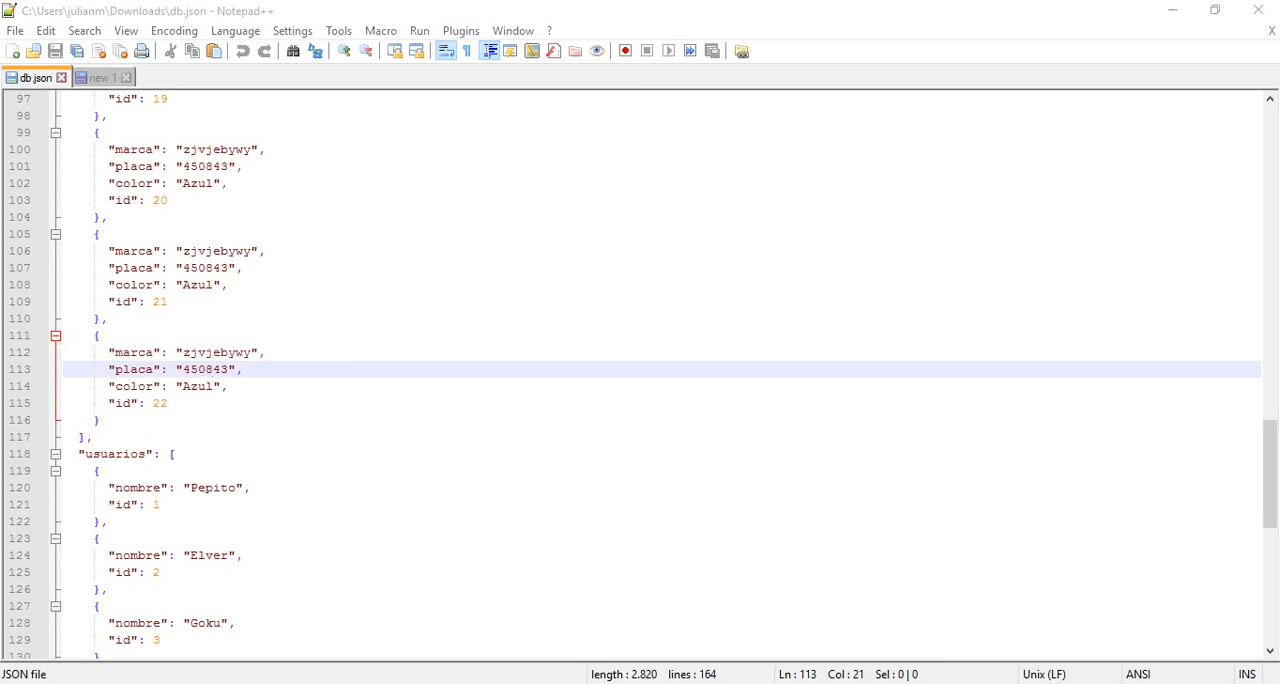 C:\Users\julianm\Downloads\db.json - Notepad++
File Edit Search View Encoding Language Settings Tools Macro Run Plugins Window ? X
db.json new 1
97 "id": 19
98 },
99 {
100 "marca": "zjvjebywy",
101 "placa": "450843",
102 "color": "Azul",
103 "id": 20
104 },
105 {
106 "marca": "zjvjebywy",
107 "placa": "450843",
108 "color": "Azul",
109 "id": 21
110 },
111 {
112 "marca": "zjvjebywy",
113 "placa": "450843",
114 "color": "Azul",
115 "id": 22
116 }
117 ],
118 "usuarios": [
119 {
120 "nombre": "Pepito",
121 "id": 1
122 },
123 {
124 "nombre": "Elver",
125 "id": 2
126 },
127 {
128 "nombre": "Goku",
129 "id": 3
130 }
JSON file length : 2.820 lines : 164 Ln : 113 Col : 21 Sel : 0 | 0 Unix (LF) ANSI INS